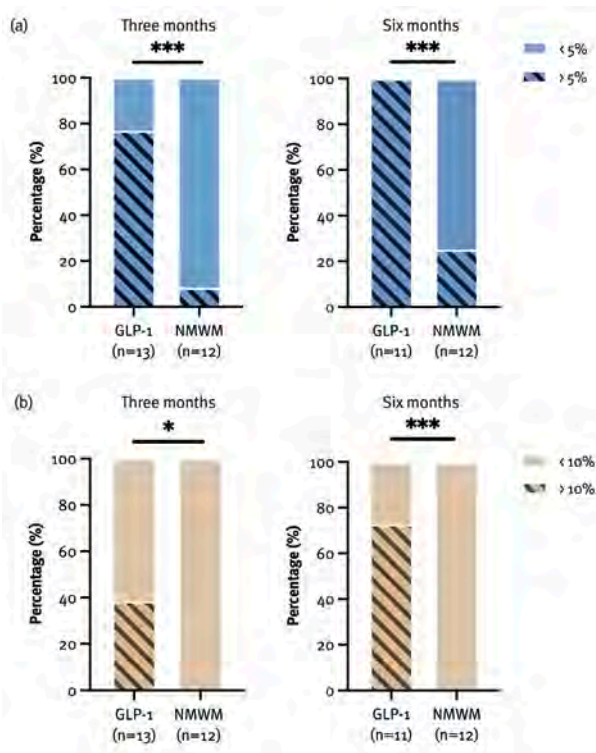 (a)
Three months
Six months
***
***
< 5%
> 5%
Percentage (%)
100
80
60
40
20
0
GLP-1
(n=13)
NMWM
(n=12)
Percentage (%)
100
80
60
40
20
0
GLP-1
(n=11)
NMWM
(n=12)
(b)
Three months
Six months
*
***
< 10%
> 10%
Percentage (%)
100
80
60
40
20
0
GLP-1
(n=13)
NMWM
(n=12)
Percentage (%)
100
80
60
40
20
0
GLP-1
(n=11)
NMWM
(n=12)